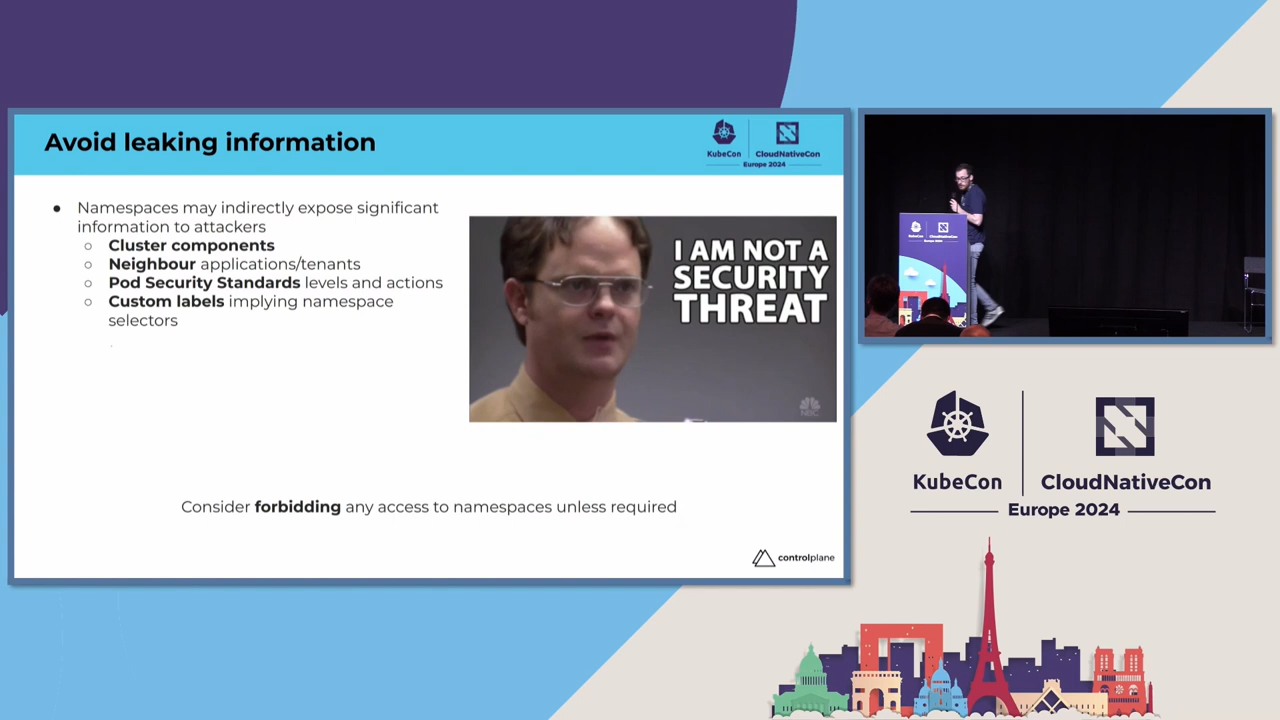 Avoid leaking information
KubeCon
CloudNativeCon
Europe 2024
● Namespaces may indirectly expose significant
information to attackers
○ Cluster components
○ Neighbour applications/tenants
○ Pod Security Standards levels and actions
○ Custom labels implying namespace
selectors
I AM NOT A
SECURITY
THREAT
NBC
Consider forbidding any access to namespaces unless required
controlplane
KubeCon
CloudNativeCon
Europe 2024